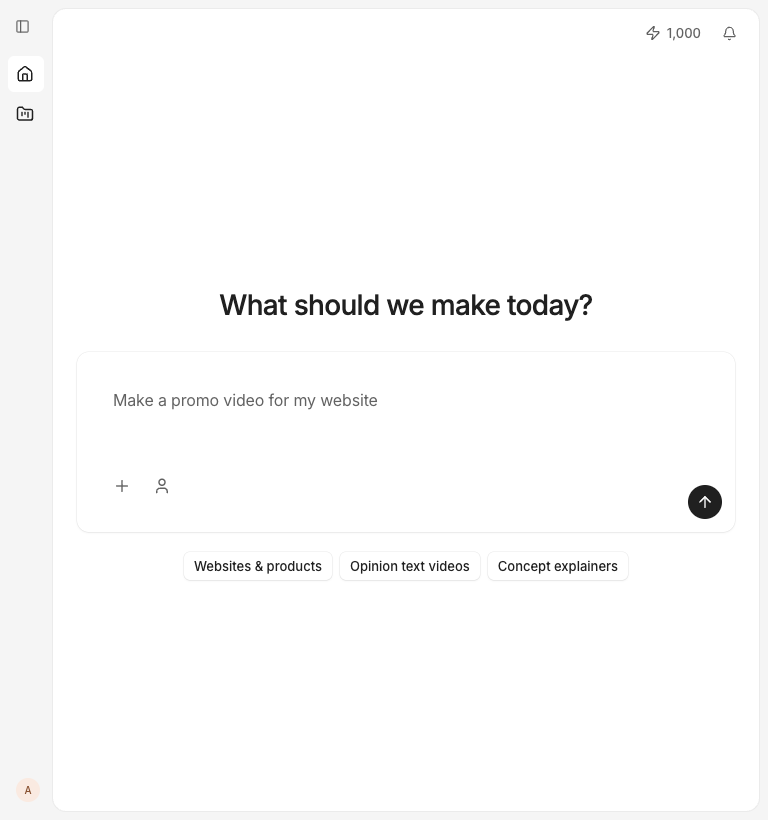 1,000
What should we make today?
Make a promo video for my website
Websites & products
Opinion text videos
Concept explainers
A